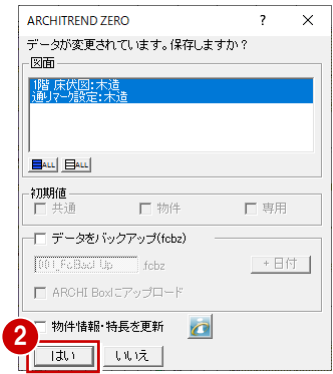 ARCHITREND ZERO ? ×
データが変更されています。保存しますか?
図面
1階 床伏図:木造
通りマーク設定:木造
ALL ALL
初期値
共通 物件 専用
データをバックアップ(fcbz)
001_FcBackUp .fcbz +日付
ARCHI Boxにアップロード
物件情報・特長を更新
2
はい いいえ